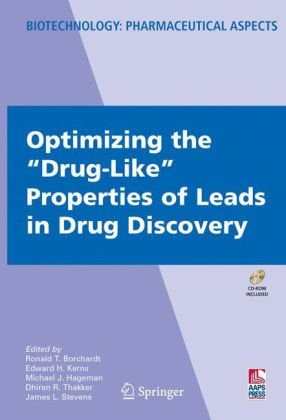 BIOTECHNOLOGY: PHARMACEUTICAL ASPECTS
Optimizing the
“Drug-Like”
Properties of Leads
in Drug Discovery
CD-ROM
INCLUDED
Edited by
Ronald T. Borchardt
Edward H. Kerns
Michael J. Hageman
Dhiren R. Thakker
James L. Stevens
Springer
AAPS
PRESS